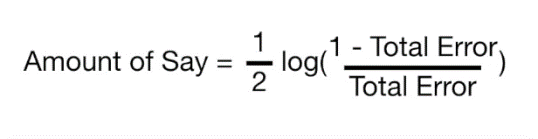 Amount of Say = 1/2 log(1 - Total Error / Total Error)